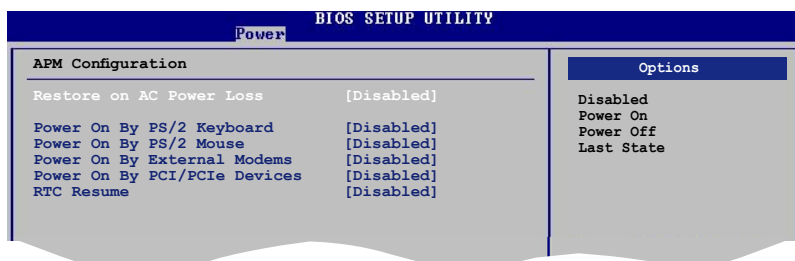 BIOS SETUP UTILITY
Power
APM Configuration
Restore on AC Power Loss [Disabled]
Power On By PS/2 Keyboard [Disabled]
Power On By PS/2 Mouse [Disabled]
Power On By External Modems [Disabled]
Power On By PCI/PCIe Devices [Disabled]
RTC Resume [Disabled]
Options
Disabled
Power On
Power Off
Last State